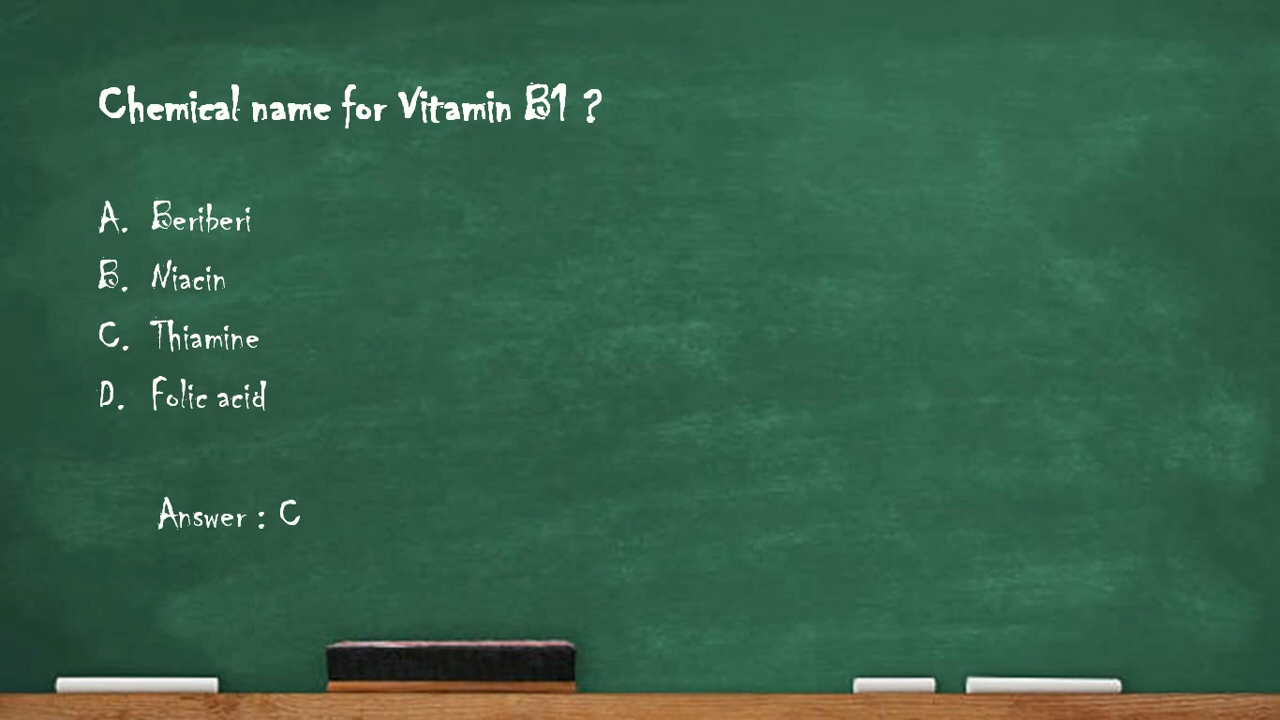 Chemical name for Vitamin B1 ?
A. Beriberi
B. Niacin
C. Thiamine
D. Folic acid
Answer : C